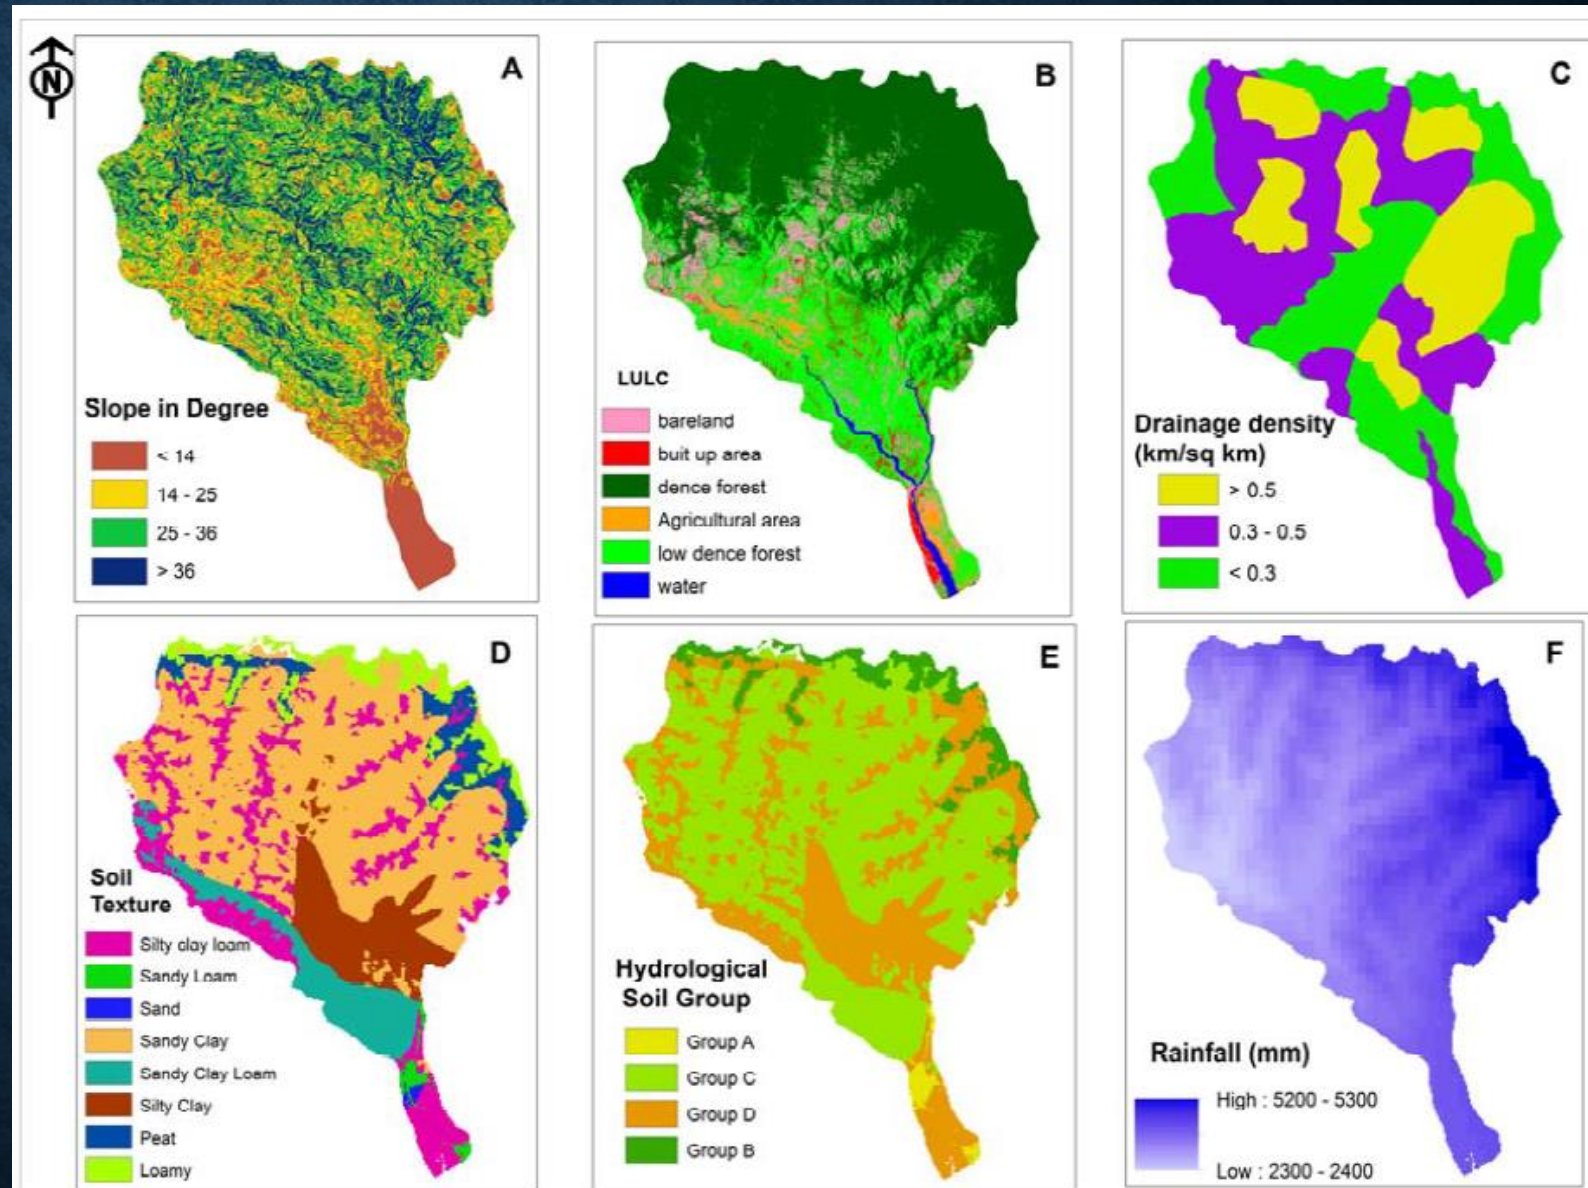 N
A
Slope in Degree
< 14
14 - 25
25 - 36
> 36
B
LULC
bareland
buit up area
dence forest
Agricultural area
low dence forest
water
C
Drainage density
(km/sq km)
> 0.5
0.3 - 0.5
< 0.3
D
Soil
Texture
Silty clay loam
Sandy Loam
Sand
Sandy Clay
Sandy Clay Loam
Silty Clay
Peat
Loamy
E
Hydrological
Soil Group
Group A
Group C
Group D
Group B
F
Rainfall (mm)
High : 5200 - 5300
Low : 2300 - 2400